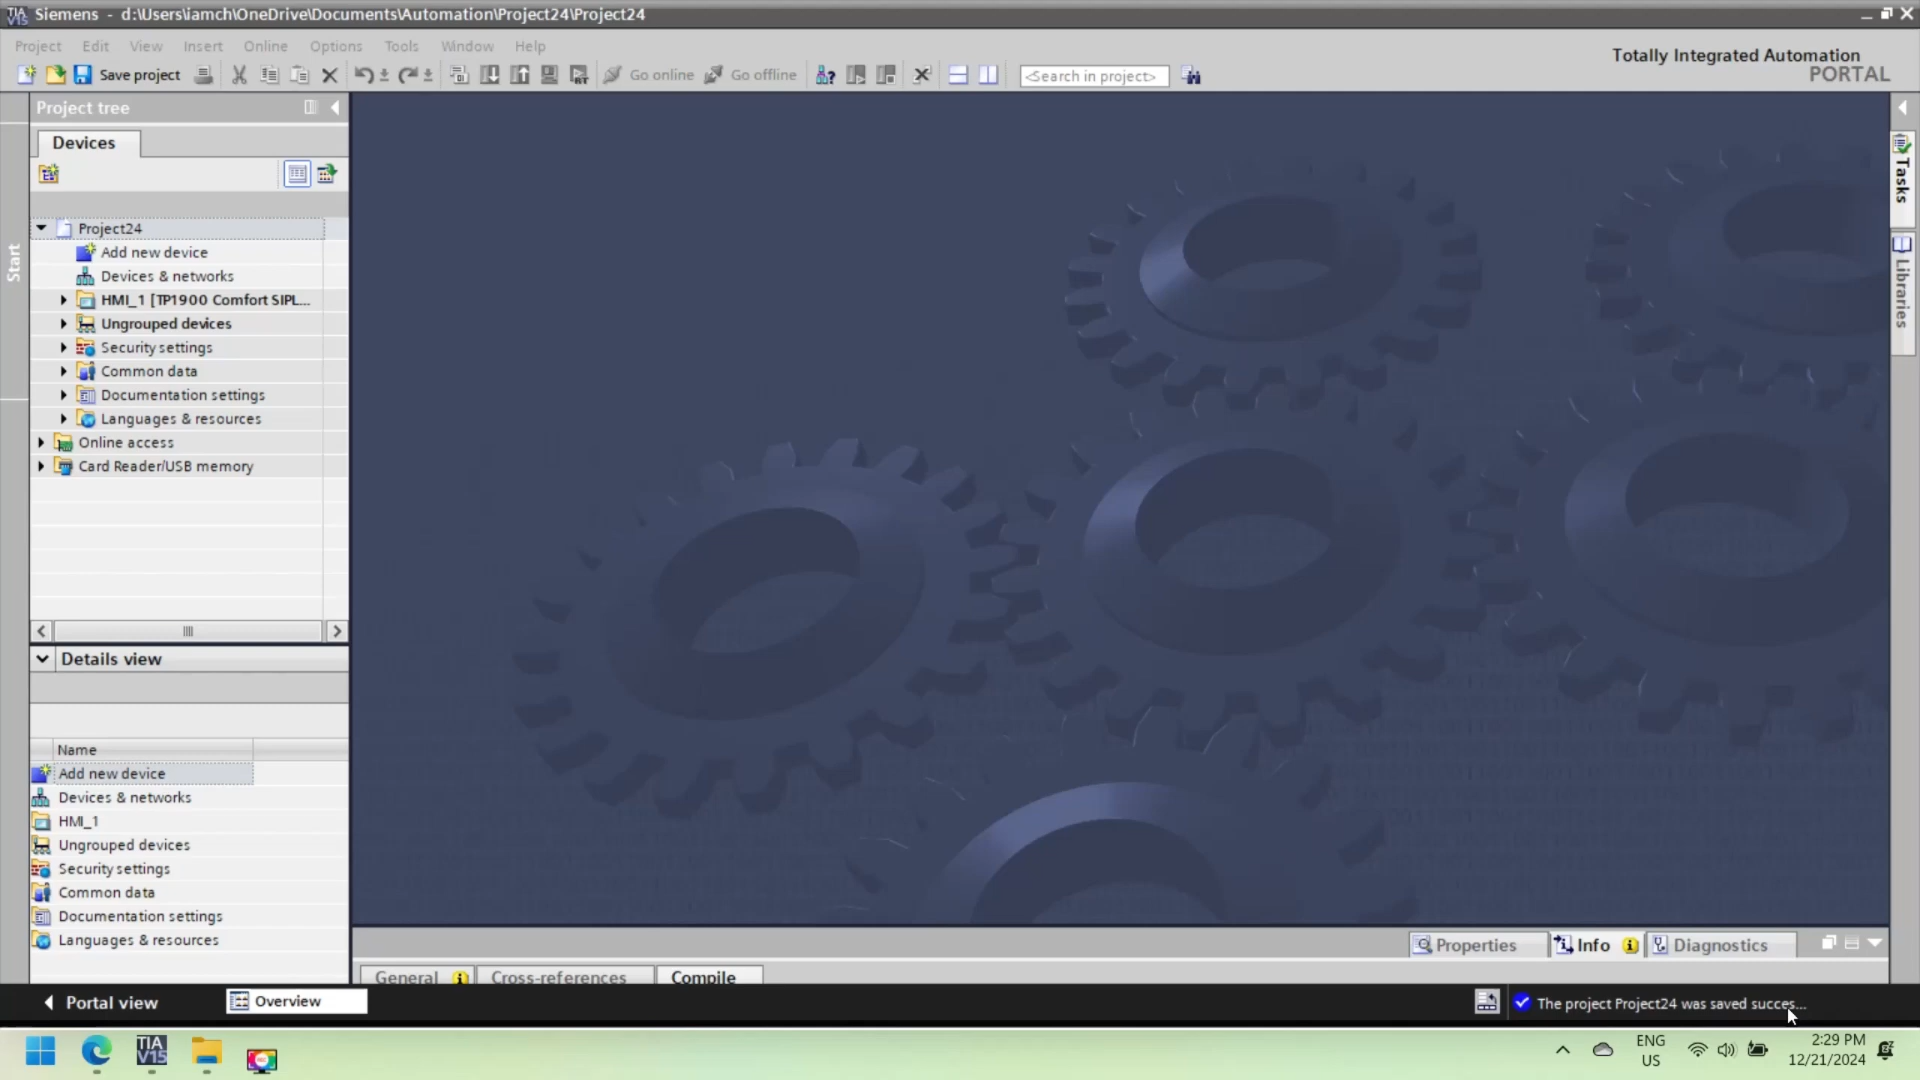 Siemens - d:\Users\iamch\OneDrive\Documents\Automation\Project24\Project24
Project Edit View Insert Online Options Tools Window Help
Totally Integrated Automation
PORTAL
Save project
Go online
Go offline
<Search in project>
Project tree
Devices
Start
Project24
Add new device
Devices & networks
HMI_1 [TP1900 Comfort SIPL...
Ungrouped devices
Security settings
Common data
Documentation settings
Languages & resources
Online access
Card Reader/USB memory
Details view
Name
Add new device
Devices & networks
HMI_1
Ungrouped devices
Security settings
Common data
Documentation settings
Languages & resources
Tasks
Libraries
Properties
Info
Diagnostics
General
Cross-references
Compile
Portal view
Overview
The project Project24 was saved succes...
TIA
V15
ENG
US
2:29 PM
12/21/2024